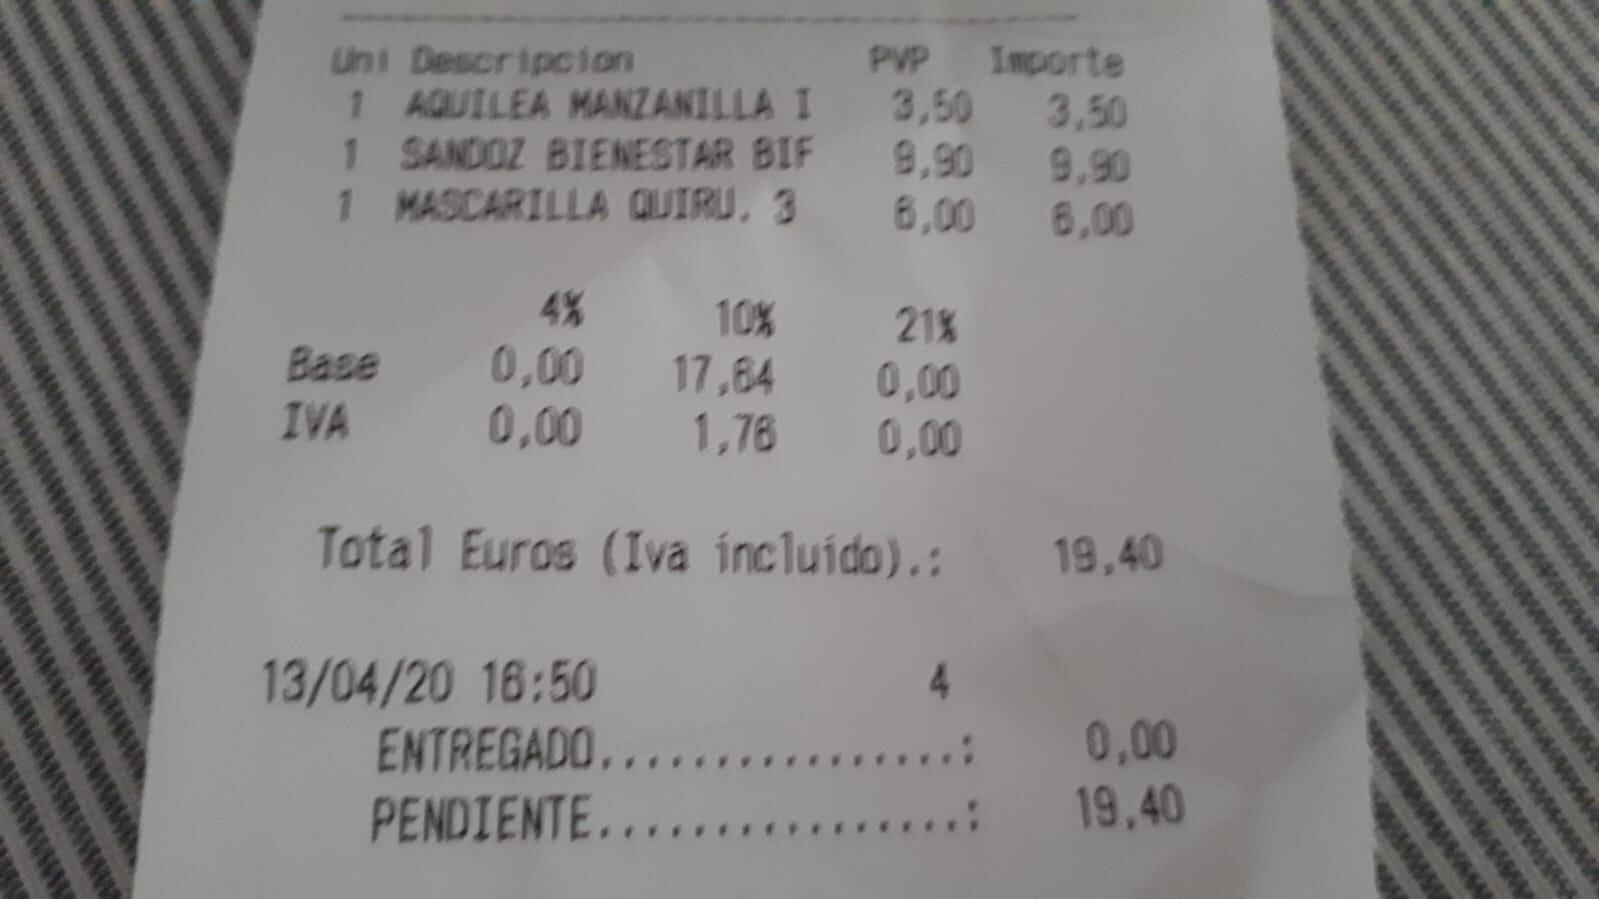 Uni Descripcion PVP Importe
1 AQUILEA MANZANILLA I 3,50 3,50
1 SANDOZ BIENESTAR BIF 9,90 9,90
1 MASCARILLA QUIRU. 3 6,00 6,00
4% 10% 21%
Base 0,00 17,64 0,00
IVA 0,00 1,76 0,00
Total Euros (Iva incluido).: 19,40
13/04/20 16:50 4
ENTREGADO................: 0,00
PENDIENTE................: 19,40